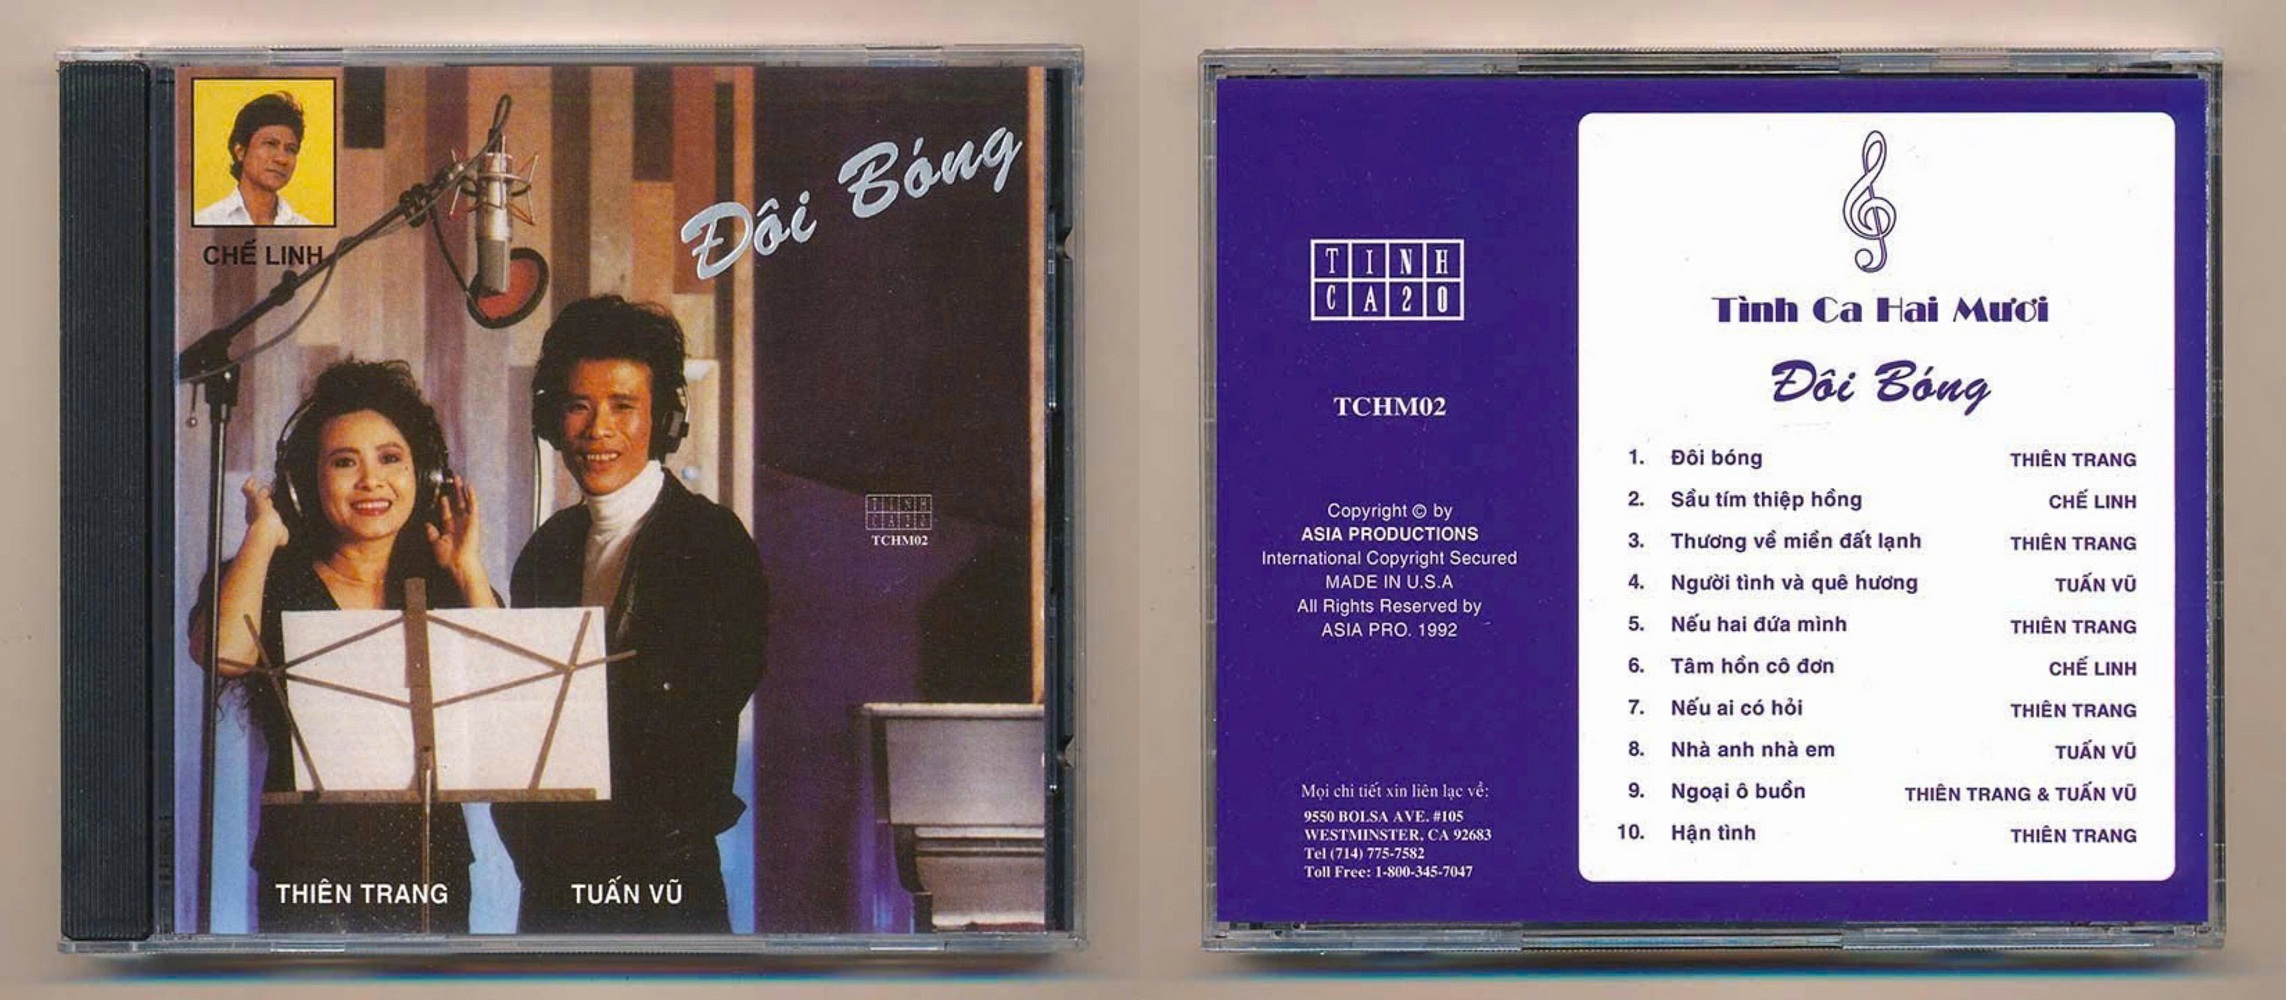 CHẾ LINH
Đôi Bóng
TINH
CA20
TCHM02
THIÊN TRANG
TUẤN VŨ
TINH
CA20
TCHM02
Copyright © by
ASIA PRODUCTIONS
International Copyright Secured
MADE IN U.S.A
All Rights Reserved by
ASIA PRO. 1992
Mọi chi tiết xin liên lạc về:
9550 BOLSA AVE. #105
WESTMINSTER, CA 92683
Tel (714) 775-7582
Toll Free: 1-800-345-7047
Tình Ca Hai Mươi
Đôi Bóng
1. Đôi bóng THIÊN TRANG
2. Sầu tím thiệp hồng CHẾ LINH
3. Thương về miền đất lạnh THIÊN TRANG
4. Người tình và quê hương TUẤN VŨ
5. Nếu hai đứa mình THIÊN TRANG
6. Tâm hồn cô đơn CHẾ LINH
7. Nếu ai có hỏi THIÊN TRANG
8. Nhà anh nhà em TUẤN VŨ
9. Ngoại ô buồn THIÊN TRANG & TUẤN VŨ
10. Hận tình THIÊN TRANG